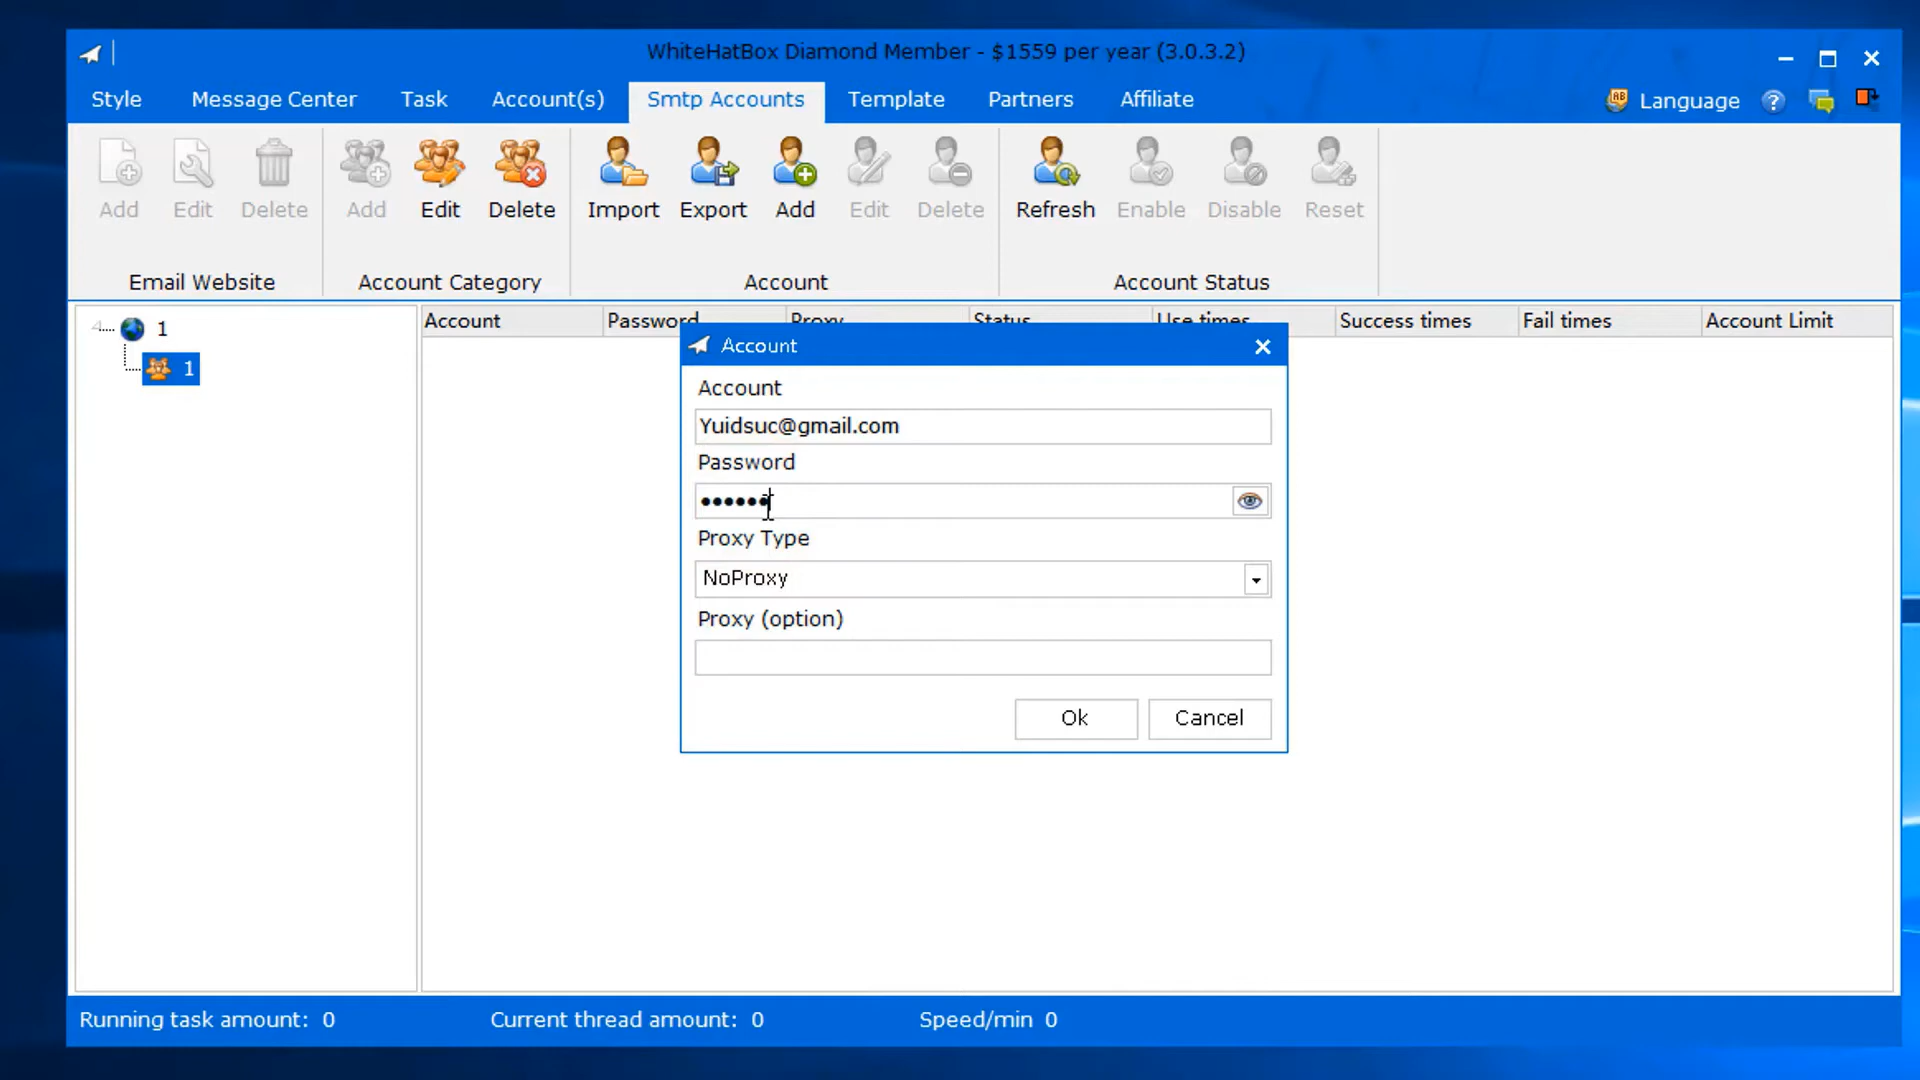 WhiteHatBox Diamond Member - $1559 per year (3.0.3.2)
Style Message Center Task Account(s) Smtp Accounts Template Partners Affiliate Language
Add Edit Delete Add Edit Delete Import Export Add Edit Delete Refresh Enable Disable Reset
Email Website Account Category Account Account Status
1
1
Account Password Proxy Status Use times Success times Fail times Account Limit
Account
Account
Yuidsuc@gmail.com
Password
••••••
Proxy Type
NoProxy
Proxy (option)
Ok Cancel
Running task amount: 0 Current thread amount: 0 Speed/min 0